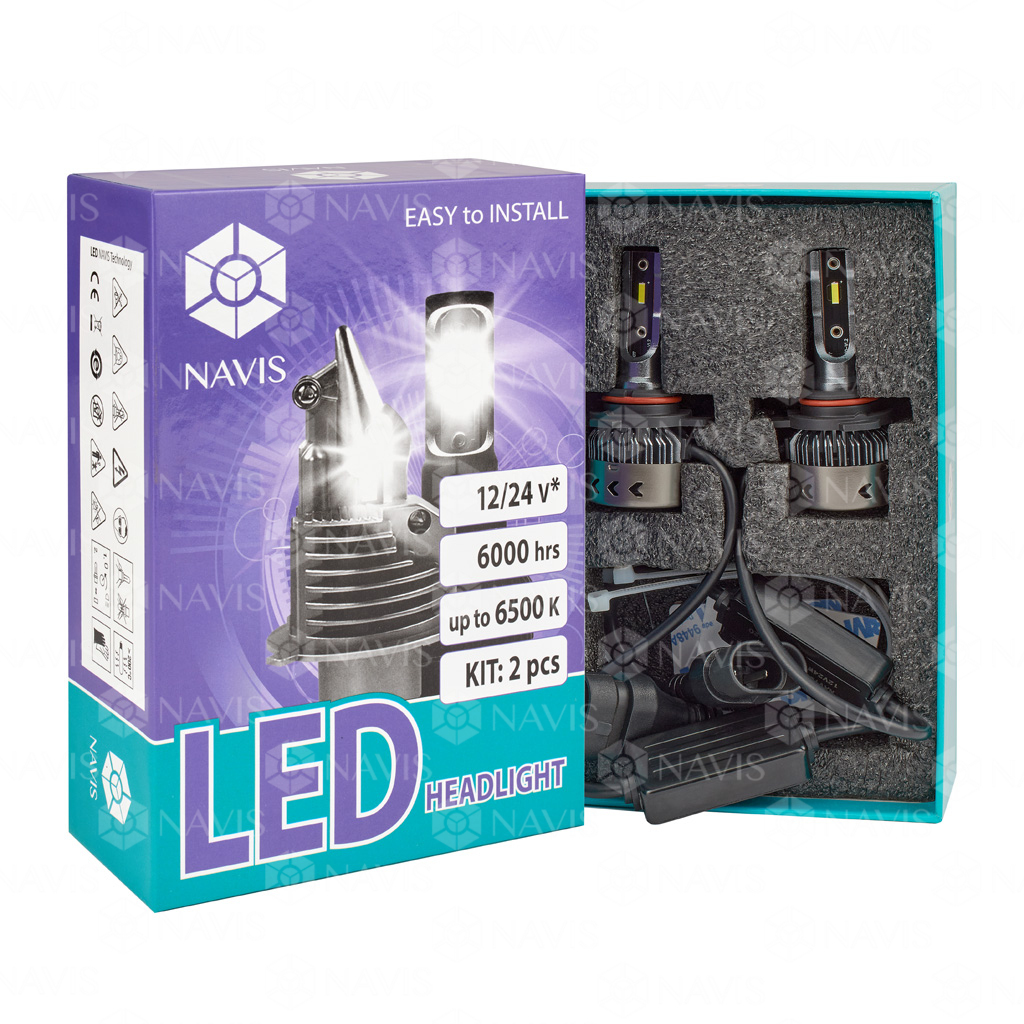 EASY to INSTALL
NAVIS
LED NAVIS Technology
CE
12/24 V*
6000 hrs
up to 6500 K
KIT: 2 pcs
LED
HEADLIGHT
NAVIS